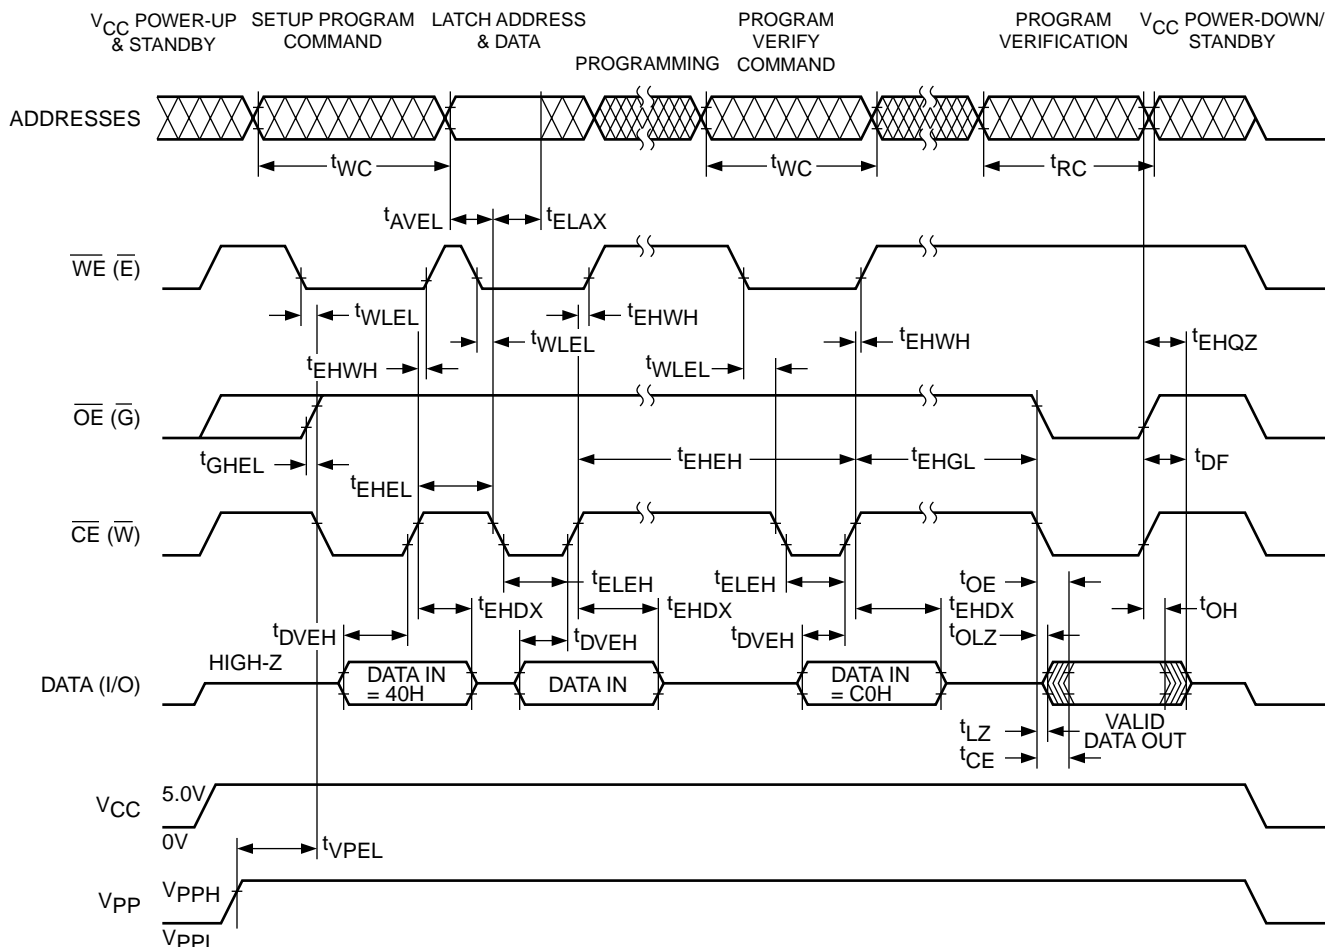 VCC POWER-UP
& STANDBY
SETUP PROGRAM
COMMAND
LATCH ADDRESS
& DATA
PROGRAMMING
PROGRAM
VERIFY
COMMAND
PROGRAM
VERIFICATION
VCC POWER-DOWN/
STANDBY
ADDRESSES
tWC
tWC
tRC
tAVEL
tELAX
WE (E)
tWLEL
tEHWH
tWLEL
tEHWH
tEHQZ
tEHWH
tWLEL
OE (G)
tGHEL
tEHEH
tEHGL
tDF
tEHEL
CE (W)
tELEH
tELEH
tOE
tEHDX
tEHDX
tEHDX
tOH
tDVEH
tDVEH
tDVEH
tOLZ
HIGH-Z
DATA (I/O)
DATA IN
= 40H
DATA IN
DATA IN
= C0H
tLZ
VALID
DATA OUT
tCE
VCC
5.0V
0V
tVPEL
VPP
VPPH
VPPL